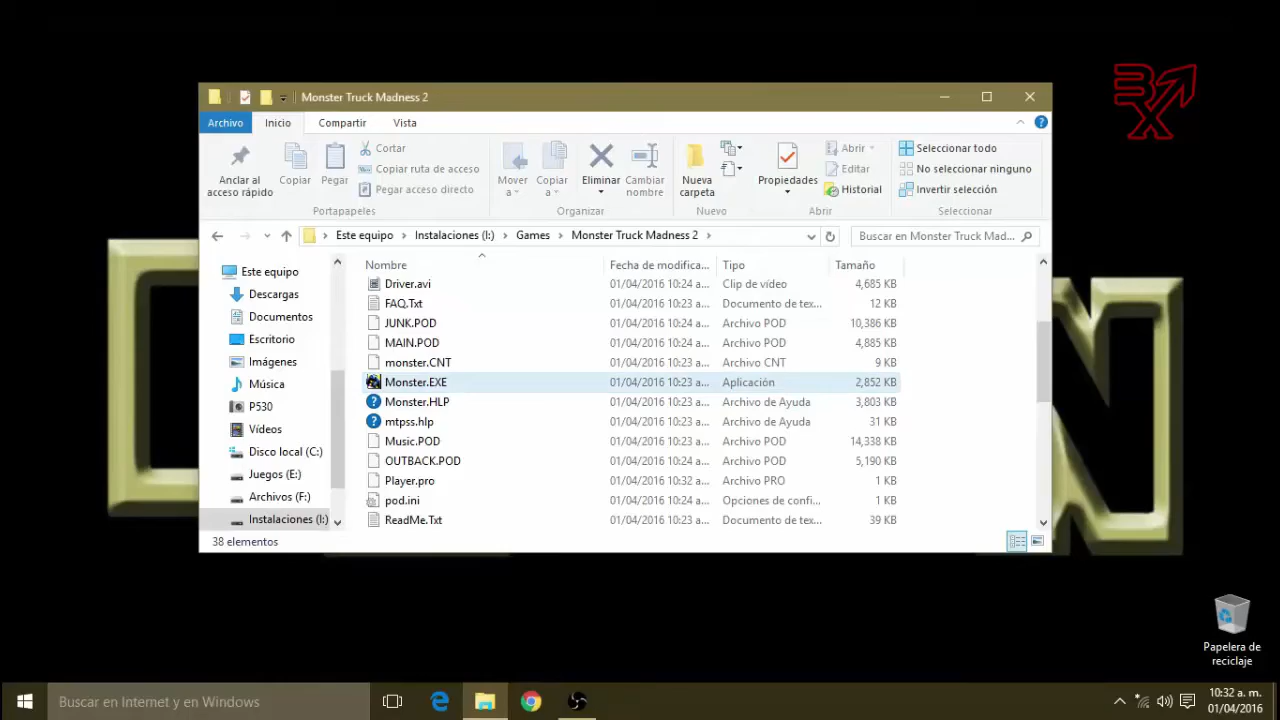 Monster Truck Madness 2
Archivo Inicio Compartir Vista
Anclar al acceso rápido
Copiar
Pegar
Cortar
Copiar ruta de acceso
Pegar acceso directo
Portapapeles
Mover a
Copiar a
Eliminar
Cambiar nombre
Organizar
Nueva carpeta
Nuevo
Propiedades
Abrir
Editar
Historial
Abrir
Seleccionar todo
No seleccionar ninguno
Invertir selección
Seleccionar
Este equipo > Instalaciones (I:) > Games > Monster Truck Madness 2 >
Buscar en Monster Truck Mad...
Este equipo
Descargas
Documentos
Escritorio
Imágenes
Música
P530
Vídeos
Disco local (C:)
Juegos (E:)
Archivos (F:)
Instalaciones (I:)
Nombre Fecha de modifica... Tipo Tamaño
Driver.avi 01/04/2016 10:24 a... Clip de vídeo 4,685 KB
FAQ.Txt 01/04/2016 10:23 a... Documento de tex... 12 KB
JUNK.POD 01/04/2016 10:24 a... Archivo POD 10,386 KB
MAIN.POD 01/04/2016 10:24 a... Archivo POD 4,885 KB
monster.CNT 01/04/2016 10:23 a... Archivo CNT 9 KB
Monster.EXE 01/04/2016 10:23 a... Aplicación 2,852 KB
Monster.HLP 01/04/2016 10:23 a... Archivo de Ayuda 3,803 KB
mtpss.hlp 01/04/2016 10:23 a... Archivo de Ayuda 31 KB
Music.POD 01/04/2016 10:23 a... Archivo POD 14,338 KB
OUTBACK.POD 01/04/2016 10:24 a... Archivo POD 5,190 KB
Player.pro 01/04/2016 10:32 a... Archivo PRO 1 KB
pod.ini 01/04/2016 10:24 a... Opciones de confi... 1 KB
ReadMe.Txt 01/04/2016 10:23 a... Documento de tex... 39 KB
38 elementos
Papelera de
reciclaje
Buscar en Internet y en Windows
10:32 a. m.
01/04/2016